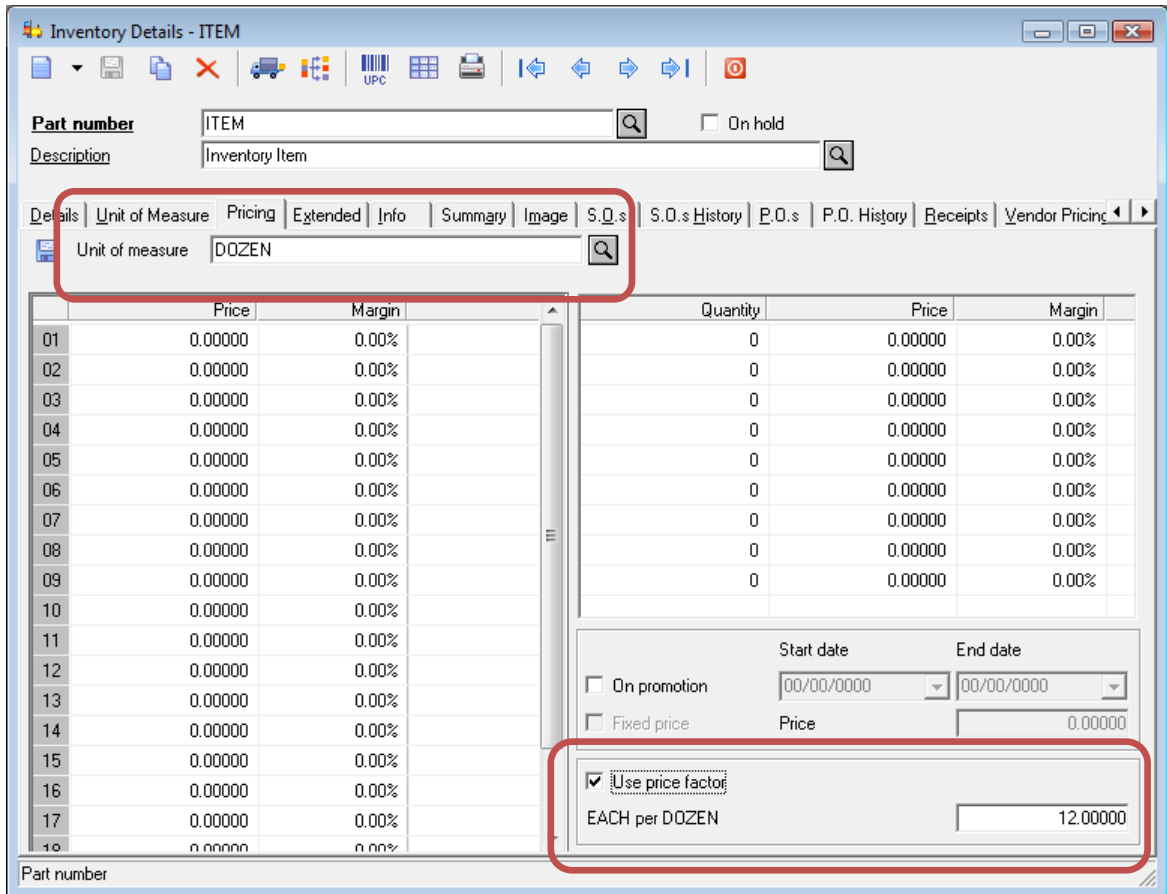 Inventory Details - ITEM
UPC
Part number ITEM On hold
Description Inventory Item
Details Unit of Measure Pricing Extended Info Summary Image S.O.s S.O.s History P.O.s P.O. History Receipts Vendor Pricing
Unit of measure DOZEN
Price Margin Quantity Price Margin
01 0.00000 0.00% 0 0.00000 0.00%
02 0.00000 0.00% 0 0.00000 0.00%
03 0.00000 0.00% 0 0.00000 0.00%
04 0.00000 0.00% 0 0.00000 0.00%
05 0.00000 0.00% 0 0.00000 0.00%
06 0.00000 0.00% 0 0.00000 0.00%
07 0.00000 0.00% 0 0.00000 0.00%
08 0.00000 0.00% 0 0.00000 0.00%
09 0.00000 0.00% 0 0.00000 0.00%
10 0.00000 0.00%
11 0.00000 0.00%
Start date End date
12 0.00000 0.00%
On promotion 00/00/0000 00/00/0000
13 0.00000 0.00%
14 0.00000 0.00% Fixed price Price 0.00000
15 0.00000 0.00%
16 0.00000 0.00% Use price factor
17 0.00000 0.00% EACH per DOZEN 12.00000
18 0.00000 0.00%
Part number